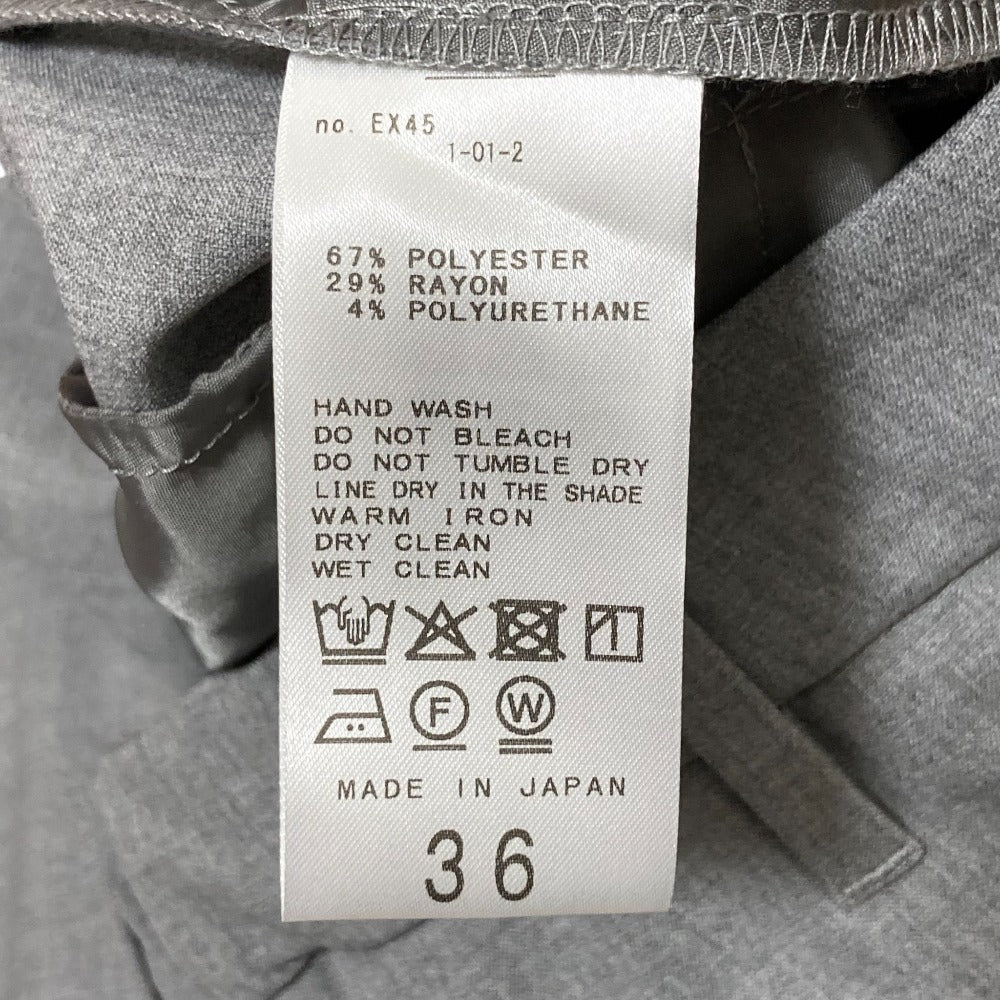 no. EX45
1-01-2
67% POLYESTER
29% RAYON
4% POLYURETHANE
HAND WASH
DO NOT BLEACH
DO NOT TUMBLE DRY
LINE DRY IN THE SHADE
WARM IRON
DRY CLEAN
WET CLEAN
F W
MADE IN JAPAN
36